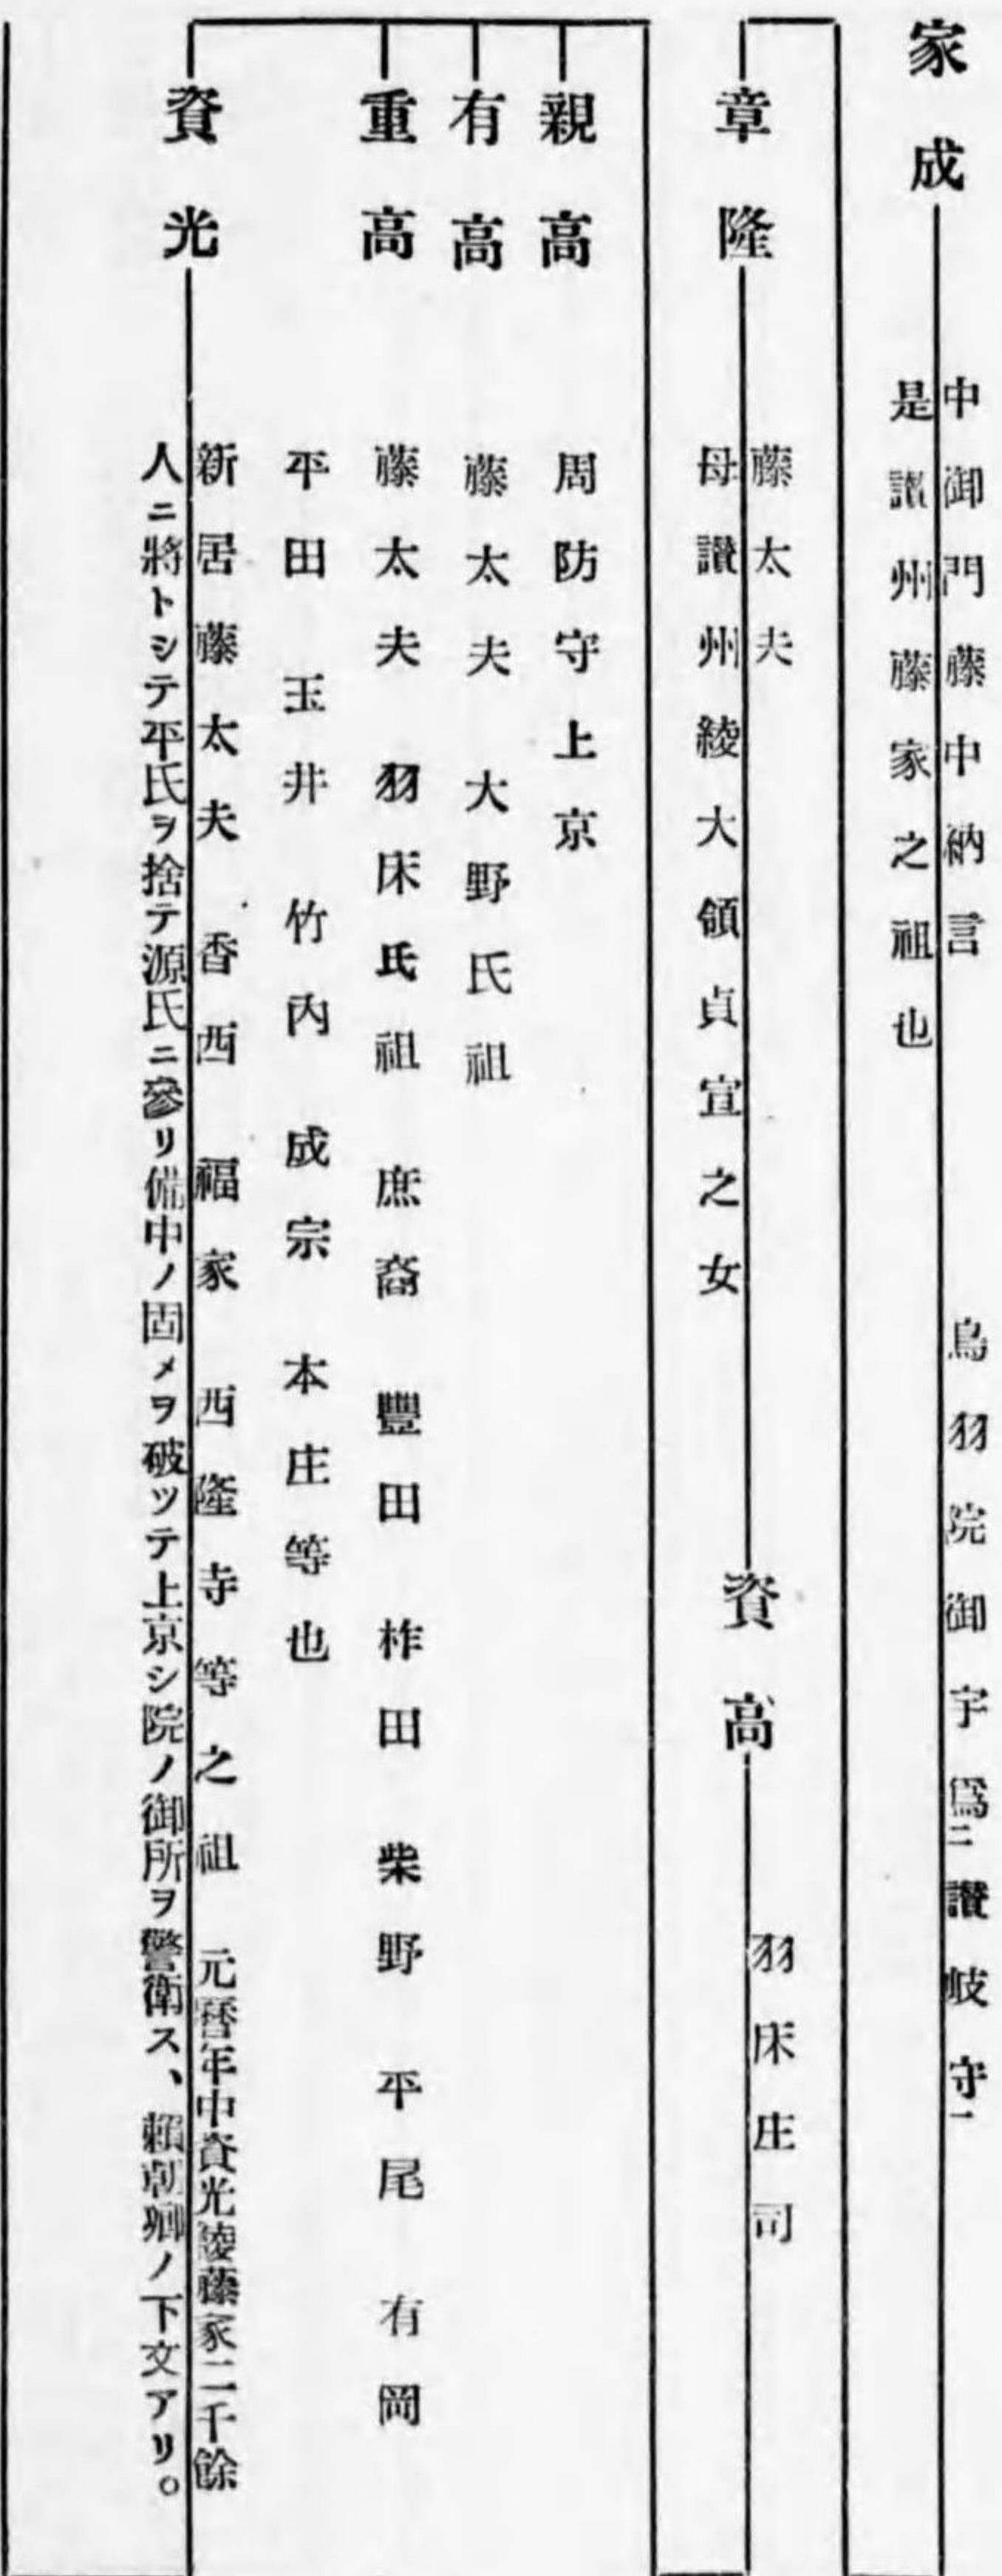 家成
中御門藤中納言 鳥羽院御宇爲ニ讃岐守一
是讃州藤家之祖也
章隆
藤太夫
母讃州綾大領貞宣之女
資高
羽床庄司
親高 周防守上京
有高 藤太夫 大野氏祖
重高 藤太夫 羽床氏祖 庶裔 豐田 柞田 柴野 平尾 有岡
平田 玉井 竹內 成宗 本庄等也
資光
新居藤太夫 香西 福家 西隆寺等之祖 元曆年中資光綾藤家二千餘
人ニ將トシテ平氏ヲ捨テ源氏ニ參リ備中ノ固メヲ破ツテ上京シ院ノ御所ヲ警衛ス、賴朝卿ノ下文アリ。